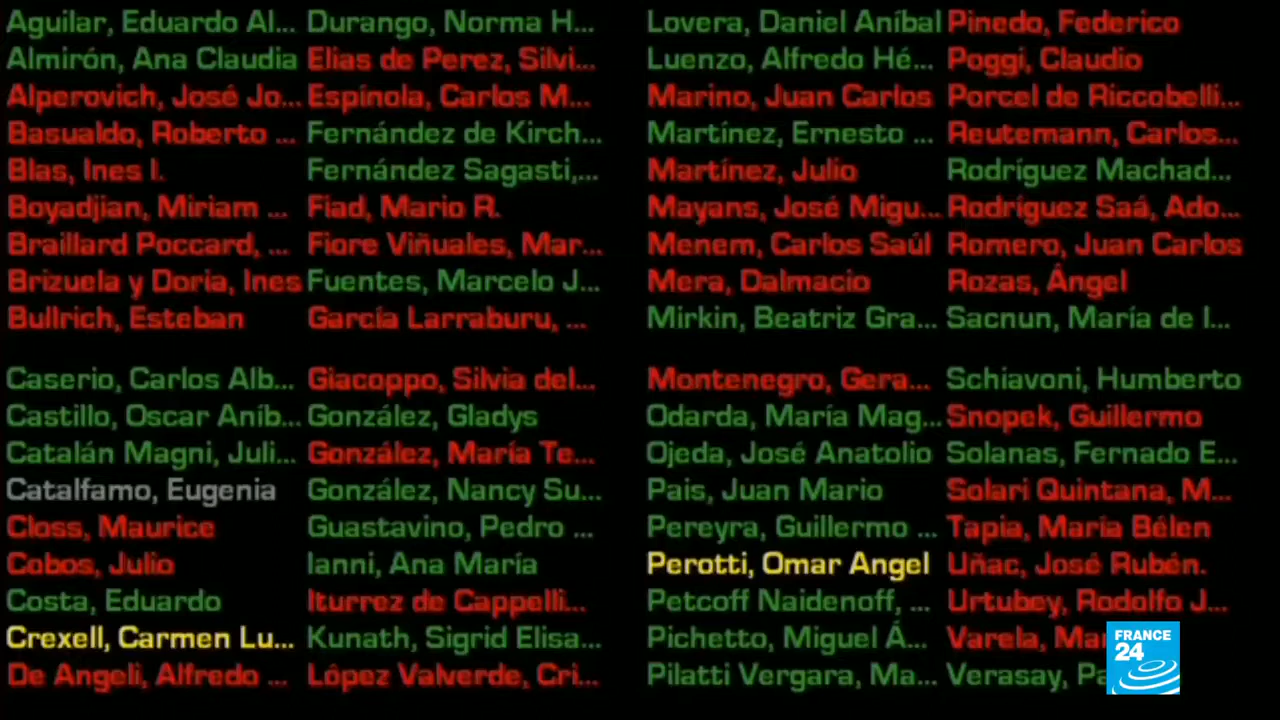 Aguilar, Eduardo Al... Durango, Norma H... Lovera, Daniel Aníbal Pinedo, Federico
Almirón, Ana Claudia Elias de Perez, Silvi... Luenzo, Alfredo Hé... Poggi, Claudio
Alperovich, José Jo... Espínola, Carlos M... Marino, Juan Carlos Porcel de Riccobelli...
Basualdo, Roberto ... Fernández de Kirch... Martínez, Ernesto ... Reutemann, Carlos...
Blas, Ines I. Fernández Sagasti,... Martínez, Julio Rodríguez Machad...
Boyadjian, Miriam ... Fiad, Mario R. Mayans, José Migu... Rodríguez Saá, Ado...
Braillard Poccard, ... Fiore Viñuales, Mar... Menem, Carlos Saúl Romero, Juan Carlos
Brizuela y Doria, Ines Fuentes, Marcelo J... Mera, Dalmacio Rozas, Ángel
Bullrich, Esteban García Larraburu, ... Mirkin, Beatriz Gra... Sacnun, María de l...
Caserio, Carlos Alb... Giacoppo, Silvia del... Montenegro, Gera... Schiavoni, Humberto
Castillo, Oscar Aníb... González, Gladys Odarda, María Mag... Snopek, Guillermo
Catalán Magni, Juli... González, María Te... Ojeda, José Anatolio Solanas, Fernado E...
Catalfamo, Eugenia González, Nancy Su... Pais, Juan Mario Solari Quintana, M...
Closs, Maurice Guastavino, Pedro ... Pereyra, Guillermo ... Tapia, María Bélen
Cobos, Julio Ianni, Ana María Perotti, Omar Angel Uñac, José Rubén.
Costa, Eduardo Iturrez de Cappelli... Petcoff Naidenoff, ... Urtubey, Rodolfo J...
Crexell, Carmen Lu... Kunath, Sigrid Elisa... Pichetto, Miguel Á... Varela, Mar
De Angeli, Alfredo ... López Valverde, Cri... Pilatti Vergara, Ma... Verasay, Pa
FRANCE
24